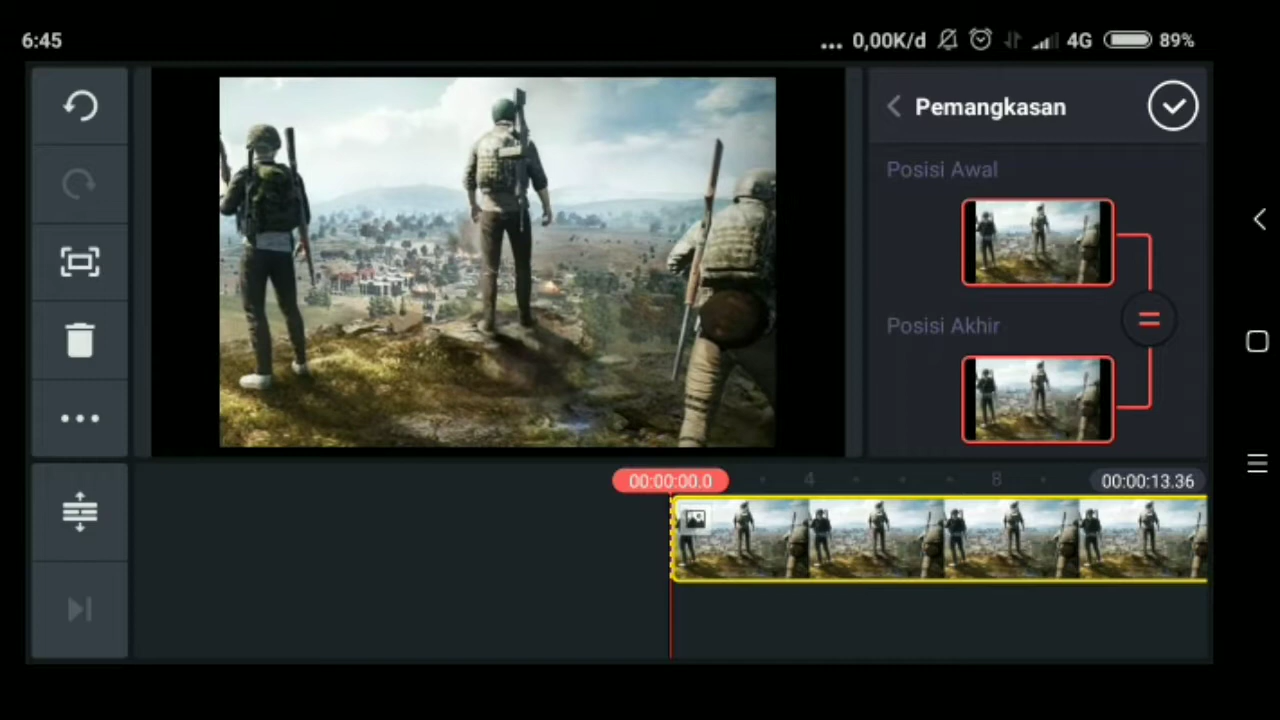 6:45
... 0,00K/d 4G 89%
Pemangkasan
Posisi Awal
Posisi Akhir
00:00:00.0 4 8 00:00:13.36